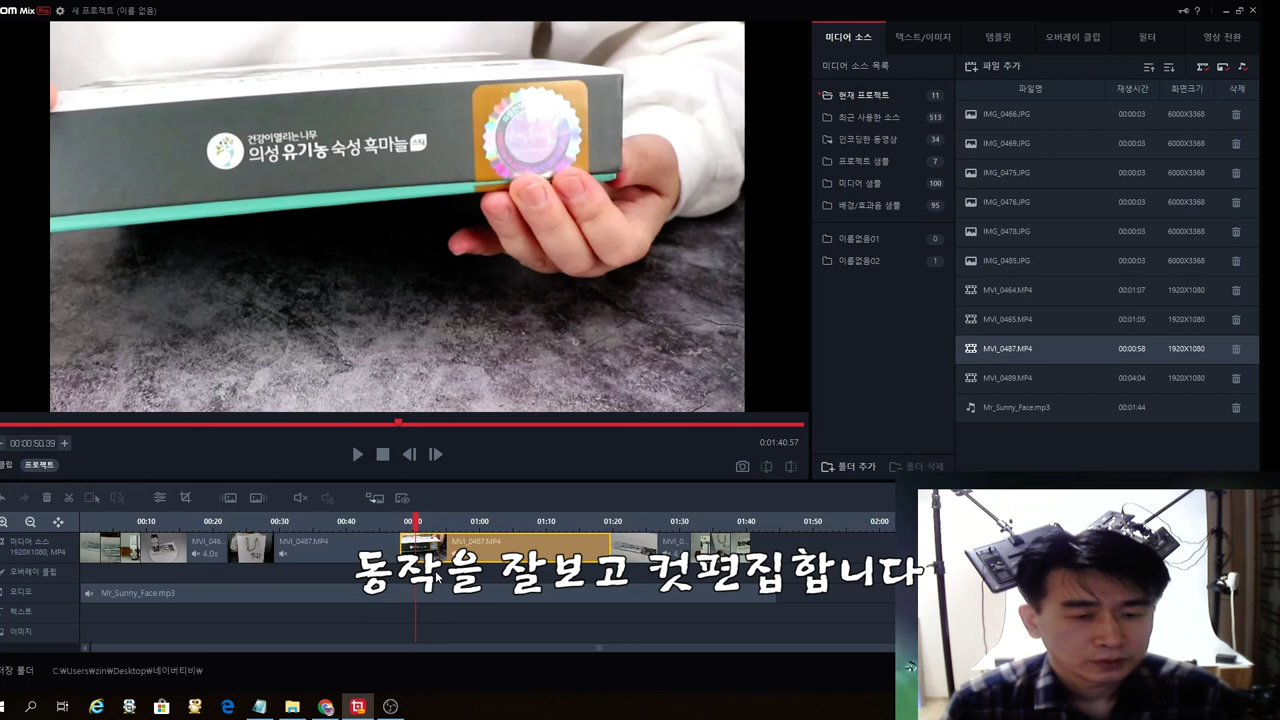 OM Mix Pro 새 프로젝트 (이름 없음)
건강이 열리는 나무
의성 유기농 숙성 흑마늘 스틱
미디어 소스 텍스트/이미지 템플릿 오버레이 클립 필터 영상 전환
미디어 소스 목록 파일 추가
파일명 재생시간 화면크기 삭제
현재 프로젝트 11
최근 사용한 소스 513
인코딩한 동영상 34
프로젝트 샘플 7
미디어 샘플 100
배경/효과음 샘플 95
이름없음01 0
이름없음02 1
IMG_0466.JPG 00:00:03 6000X3368
IMG_0469.JPG 00:00:03 6000X3368
IMG_0475.JPG 00:00:03 6000X3368
IMG_0476.JPG 00:00:03 6000X3368
IMG_0478.JPG 00:00:03 6000X3368
IMG_0485.JPG 00:00:03 6000X3368
MVI_0464.MP4 00:01:07 1920X1080
MVI_0465.MP4 00:01:05 1920X1080
MVI_0487.MP4 00:00:58 1920X1080
MVI_0489.MP4 00:04:04 1920X1080
Mr_Sunny_Face.mp3 00:01:44
폴더 추가 폴더 삭제
00:00:50.39 0:01:40.57
클립 프로젝트
00:10 00:20 00:30 00:40 01:00 01:10 01:20 01:30 01:40 01:50 02:00
미디어 소스
1920X1080, MP4
MVI_046... MVI_0487.MP4 MVI_0487.MP4 MVI_0...
4.0x 4.0x
동작을 잘보고 컷편집합니다
오버레이 클립
오디오 Mr_Sunny_Face.mp3
텍스트
이미지
저장 폴더 C:₩Users₩zin₩Desktop₩네이버티비₩